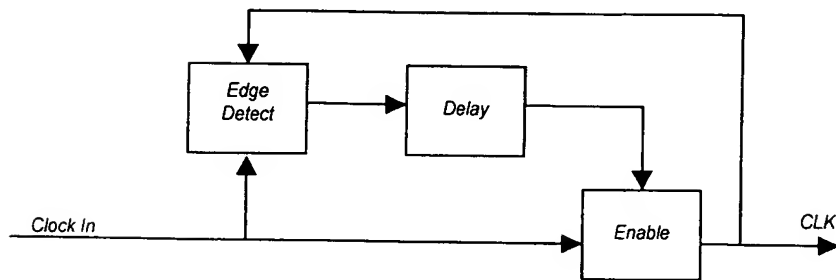 Edge
Detect
Delay
Clock In
Enable
CLK